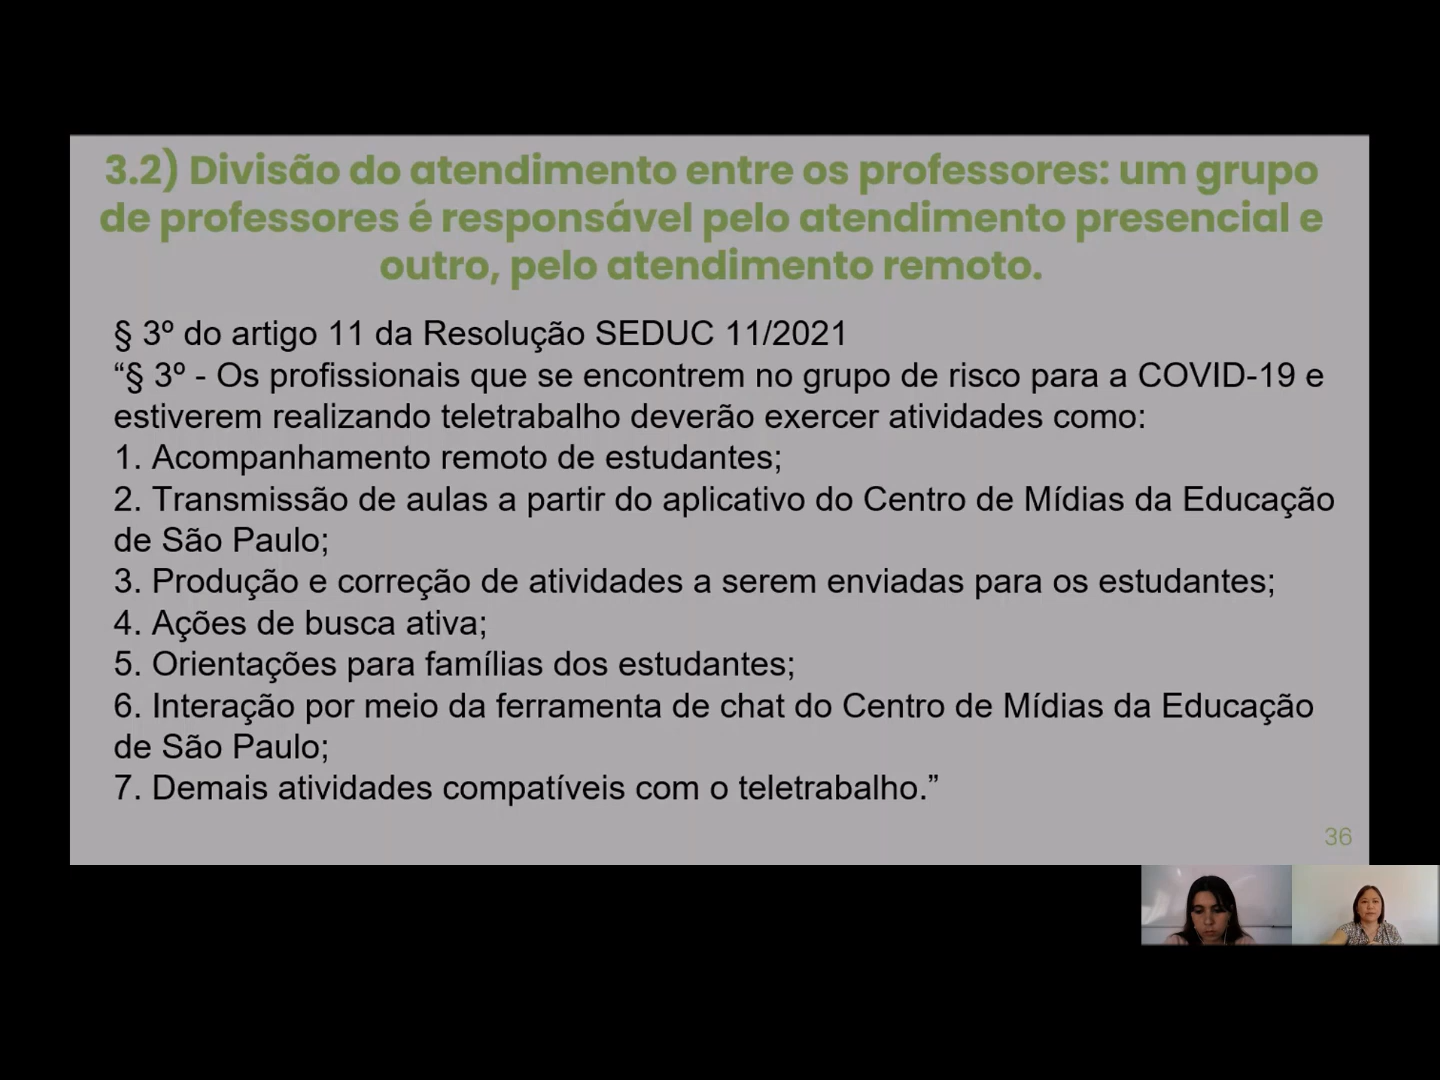 3.2) Divisão do atendimento entre os professores: um grupo
de professores é responsável pelo atendimento presencial e
outro, pelo atendimento remoto.
§ 3º do artigo 11 da Resolução SEDUC 11/2021
“§ 3º - Os profissionais que se encontrem no grupo de risco para a COVID-19 e
estiverem realizando teletrabalho deverão exercer atividades como:
1. Acompanhamento remoto de estudantes;
2. Transmissão de aulas a partir do aplicativo do Centro de Mídias da Educação
de São Paulo;
3. Produção e correção de atividades a serem enviadas para os estudantes;
4. Ações de busca ativa;
5. Orientações para famílias dos estudantes;
6. Interação por meio da ferramenta de chat do Centro de Mídias da Educação
de São Paulo;
7. Demais atividades compatíveis com o teletrabalho.”
36